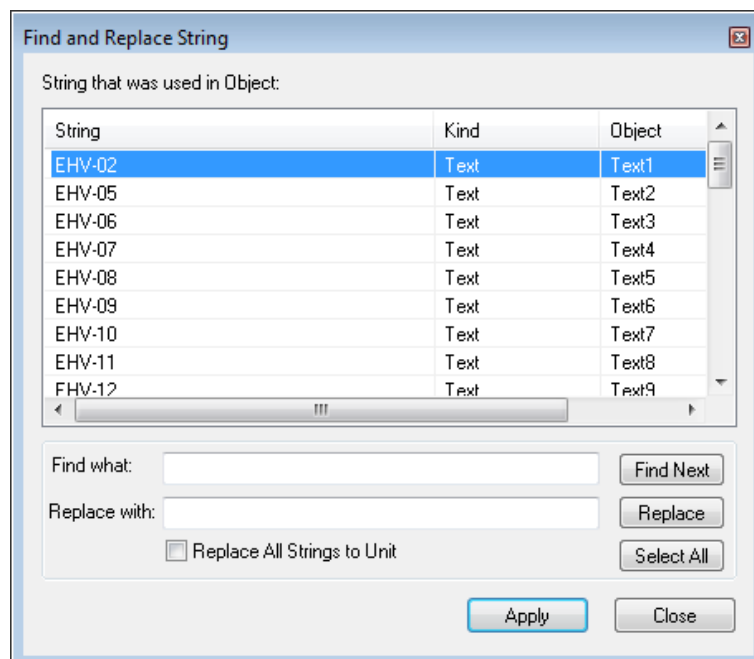 Find and Replace String
String that was used in Object:
String Kind Object
EHV-02 Text Text1
EHV-05 Text Text2
EHV-06 Text Text3
EHV-07 Text Text4
EHV-08 Text Text5
EHV-09 Text Text6
EHV-10 Text Text7
EHV-11 Text Text8
EHV-12 Text Text9
Find what: Find Next
Replace with: Replace
Replace All Strings to Unit Select All
Apply Close